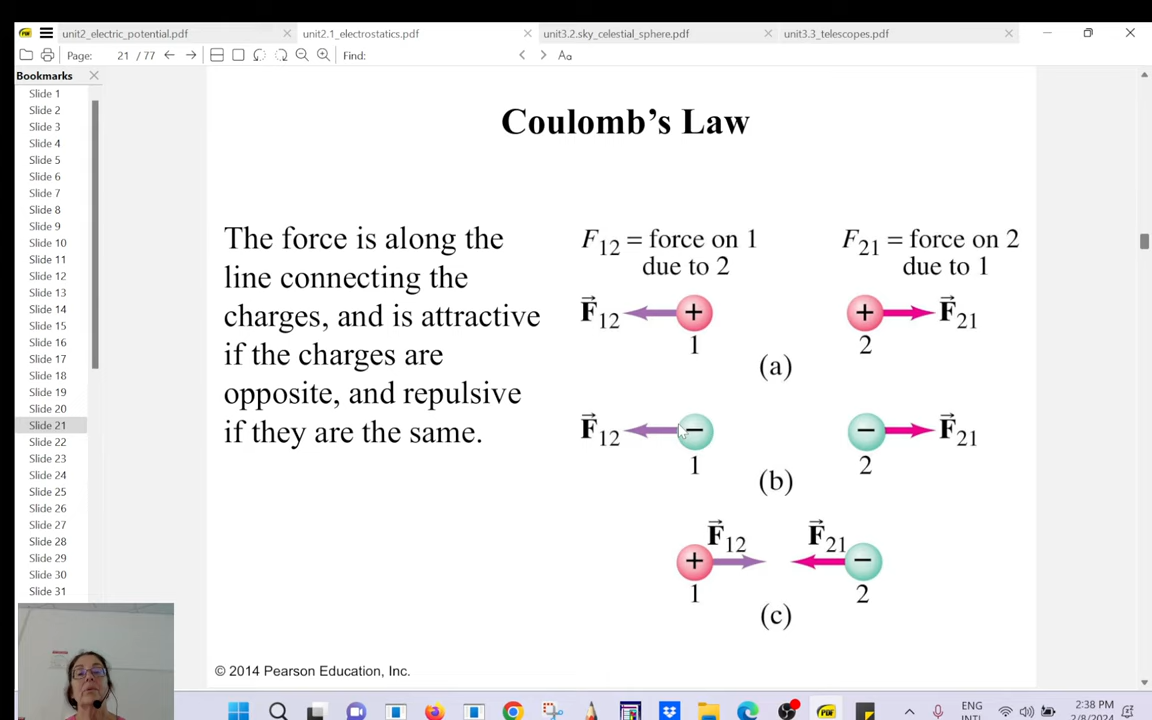 unit2_electric_potential.pdf
unit2.1_electrostatics.pdf
unit3.2.sky_celestial_sphere.pdf
unit3.3_telescopes.pdf
Page: 21 / 77
Find:
Aa
Bookmarks
Slide 1
Slide 2
Slide 3
Slide 4
Slide 5
Slide 6
Slide 7
Slide 8
Slide 9
Slide 10
Slide 11
Slide 12
Slide 13
Slide 14
Slide 15
Slide 16
Slide 17
Slide 18
Slide 19
Slide 20
Slide 21
Slide 22
Slide 23
Slide 24
Slide 25
Slide 26
Slide 27
Slide 28
Slide 29
Slide 30
Slide 31
Coulomb's Law
The force is along the
line connecting the
charges, and is attractive
if the charges are
opposite, and repulsive
if they are the same.
F12 = force on 1
due to 2
F21 = force on 2
due to 1
F12 + + F21
1 2
(a)
F12 − − F21
1 2
(b)
F12 F21
+ −
1 2
(c)
© 2014 Pearson Education, Inc.
ENG
INTL
2:38 PM